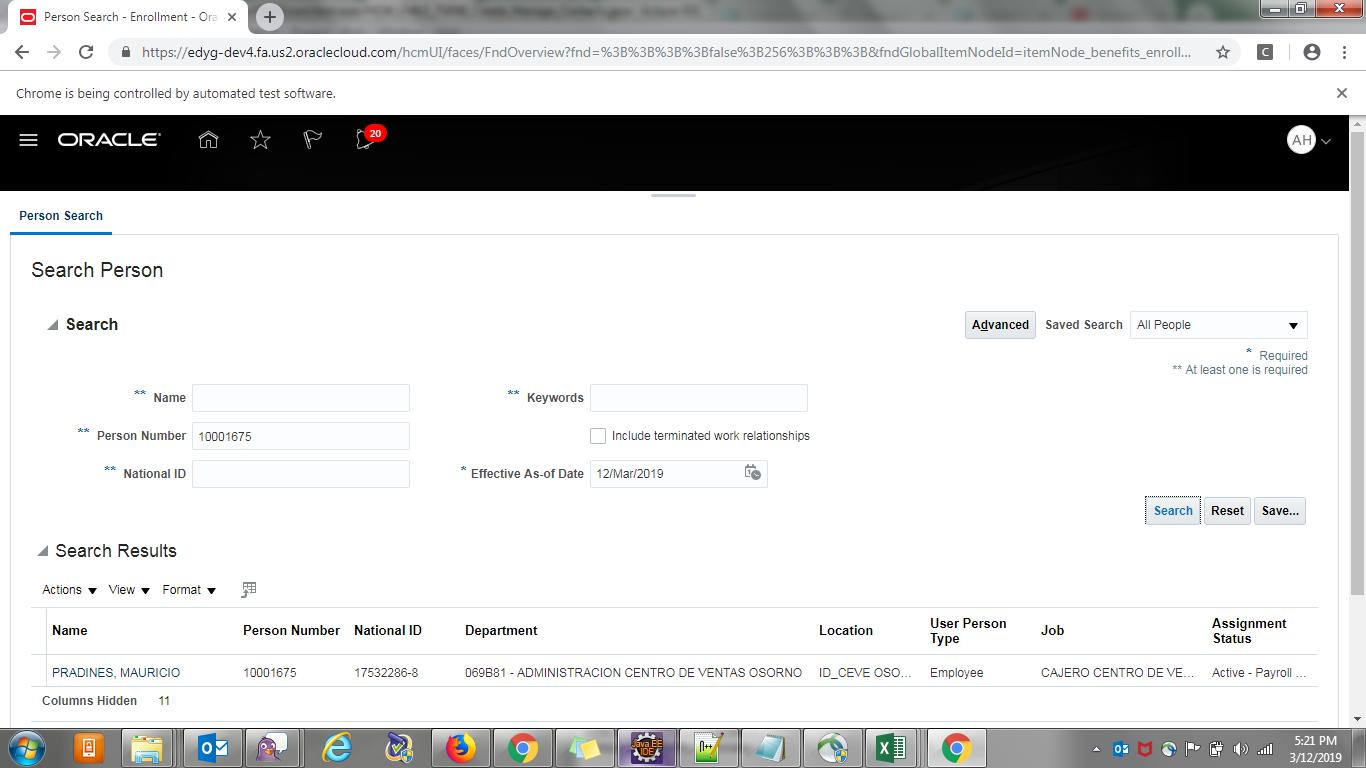 Person Search - Enrollment - Ora
https://edyg-dev4.fa.us2.oraclecloud.com/hcmUI/faces/FndOverview?fnd=%3B%3B%3B%3Bfalse%3B256%3B%3B%3B&fndGlobalItemNodeId=itemNode_benefits_enroll...
C
Chrome is being controlled by automated test software.
ORACLE
20
AH
Person Search
Search Person
Search
Advanced Saved Search All People
* Required
** At least one is required
** Name
** Keywords
** Person Number 10001675
Include terminated work relationships
** National ID
* Effective As-of Date 12/Mar/2019
Search Reset Save...
Search Results
Actions View Format
Name Person Number National ID Department Location User Person Type Job Assignment Status
PRADINES, MAURICIO 10001675 17532286-8 069B81 - ADMINISTRACION CENTRO DE VENTAS OSORNO ID_CEVE OSO... Employee CAJERO CENTRO DE VE... Active - Payroll ...
Columns Hidden 11
Java EE
IDE
5:21 PM
3/12/2019